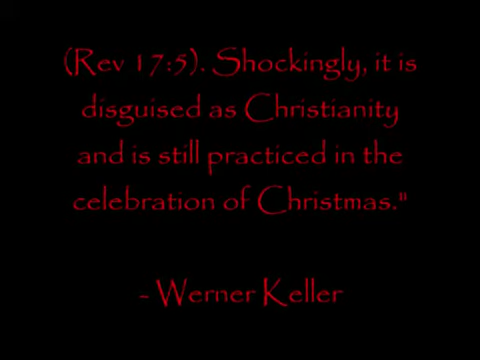 (Rev 17:5). Shockingly, it is
disguised as Christianity
and is still practiced in the
celebration of Christmas."
- Werner Keller